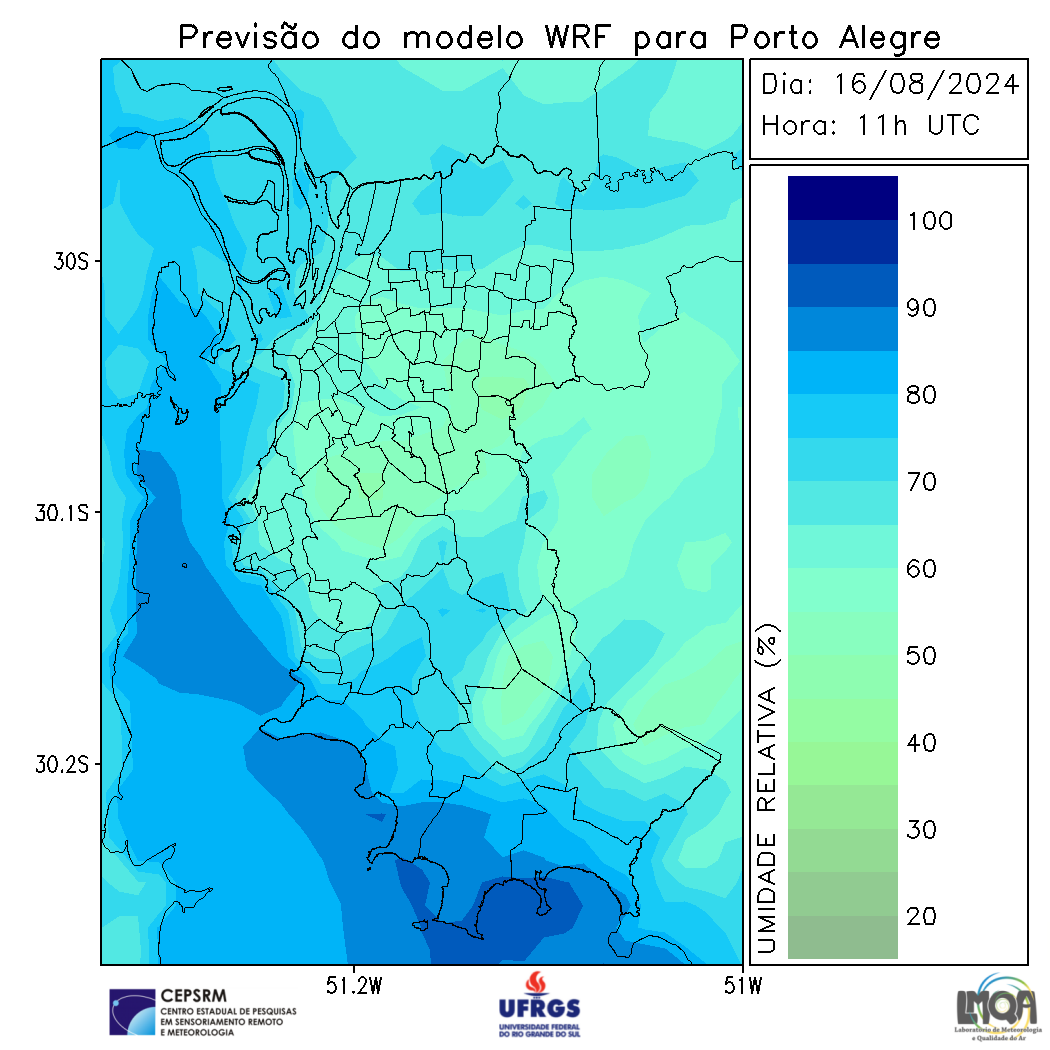 Previsão do modelo WRF para Porto Alegre
Dia: 16/08/2024
Hora: 11h UTC
30S
30.1S
30.2S
51.2W
51W
100
90
80
70
60
50
40
30
20
UMIDADE RELATIVA (%)
CEPSRM
CENTRO ESTADUAL DE PESQUISAS
EM SENSORIAMENTO REMOTO
E METEOROLOGIA
UFRGS
UNIVERSIDADE FEDERAL
DO RIO GRANDE DO SUL
LMQA
Laboratório de Meteorologia
e Qualidade do Ar